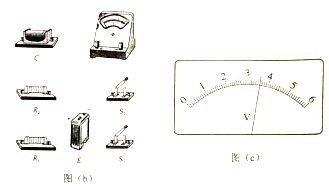 C
R₂
S₂
R₁
E
S₁
图（b）
0 1 2 3 4 5 6
V
图（c）